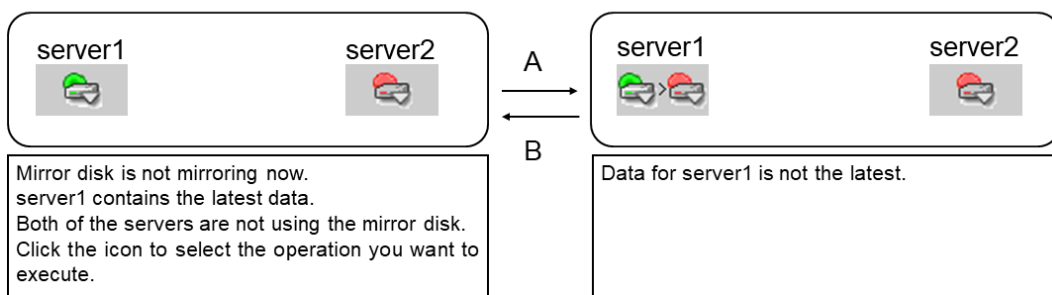 server1
server2
A
B
server1
>
server2
Mirror disk is not mirroring now.
server1 contains the latest data.
Both of the servers are not using the mirror disk.
Click the icon to select the operation you want to
execute.
Data for server1 is not the latest.